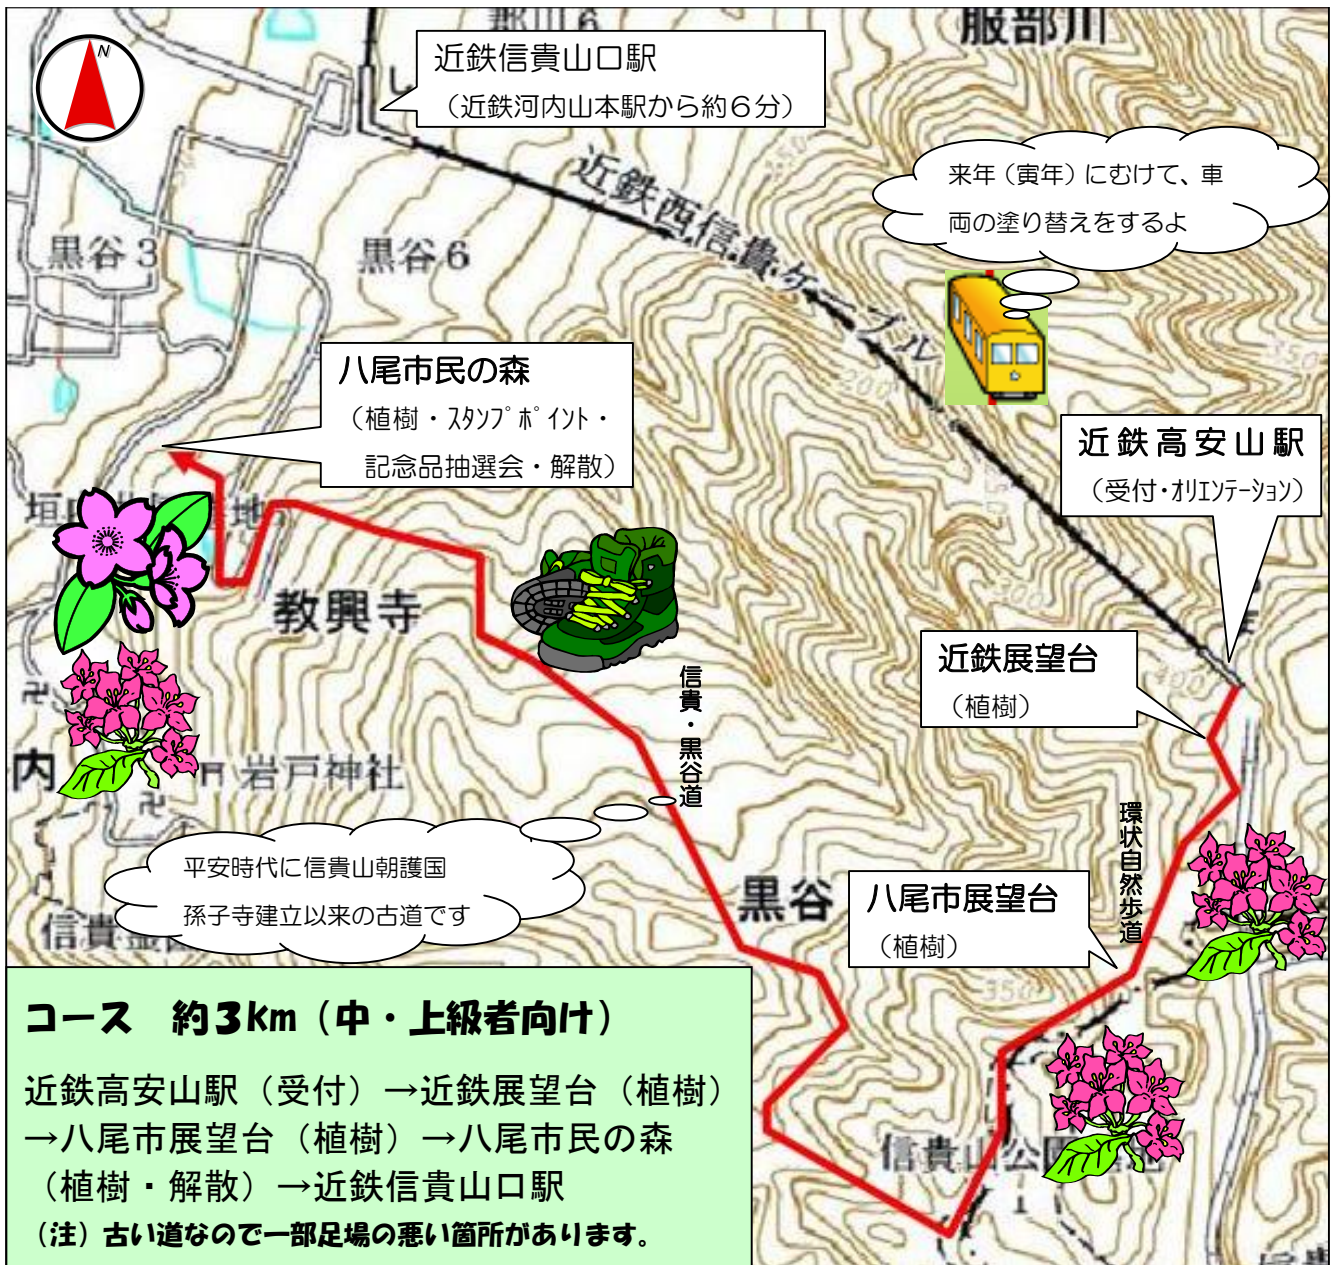 N
郡川6
服部川
近鉄信貴山口駅
（近鉄河内山本駅から約６分）
来年（寅年）にむけて、車
両の塗り替えをするよ
近鉄西信貴ケーブル
黒谷3
黒谷6
200
八尾市民の森
（植樹・ｽﾀﾝﾌﾟﾎﾟｲﾝﾄ・
記念品抽選会・解散）
近鉄高安山駅
（受付・ｵﾘｴﾝﾃｰｼｮﾝ）
教興寺
近鉄展望台
（植樹）
400
信貴・黒谷道
内
岩戸神社
環状自然歩道
平安時代に信貴山朝護国
孫子寺建立以来の古道です
黒谷
八尾市展望台
（植樹）
350
コース　約３km（中・上級者向け）
近鉄高安山駅（受付）→近鉄展望台（植樹）
→八尾市展望台（植樹）→八尾市民の森
（植樹・解散）→近鉄信貴山口駅
（注）古い道なので一部足場の悪い箇所があります。
信貴山公園